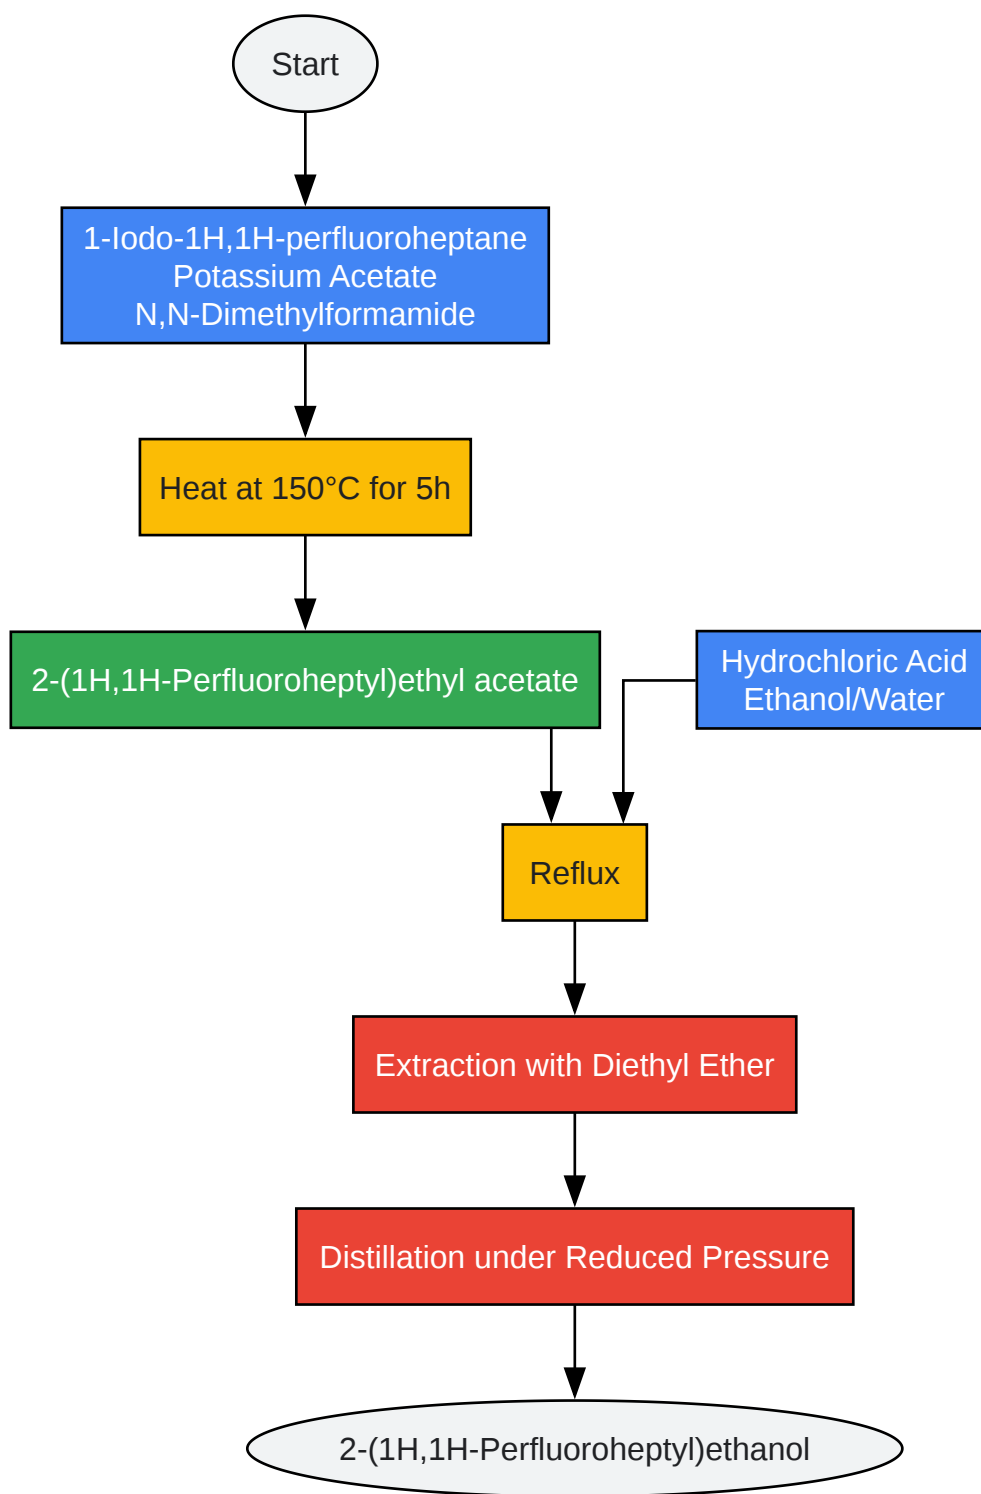 Start
1-Iodo-1H,1H-perfluoroheptane
Potassium Acetate
N,N-Dimethylformamide
Heat at 150°C for 5h
2-(1H,1H-Perfluoroheptyl)ethyl acetate
Hydrochloric Acid
Ethanol/Water
Reflux
Extraction with Diethyl Ether
Distillation under Reduced Pressure
2-(1H,1H-Perfluoroheptyl)ethanol